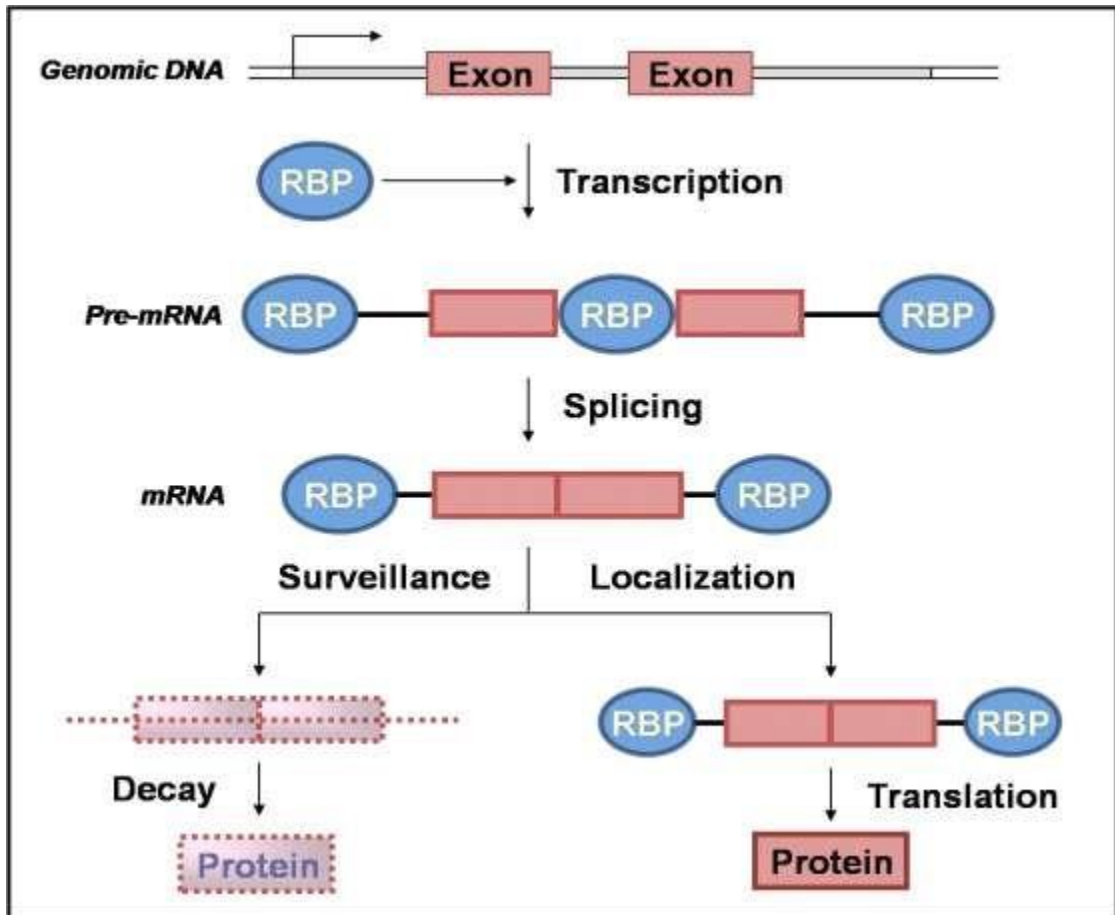 Genomic DNA
Exon Exon
RBP
Transcription
Pre-mRNA
RBP RBP RBP
Splicing
mRNA
RBP RBP
Surveillance Localization
RBP RBP
Decay
Translation
Protein
Protein